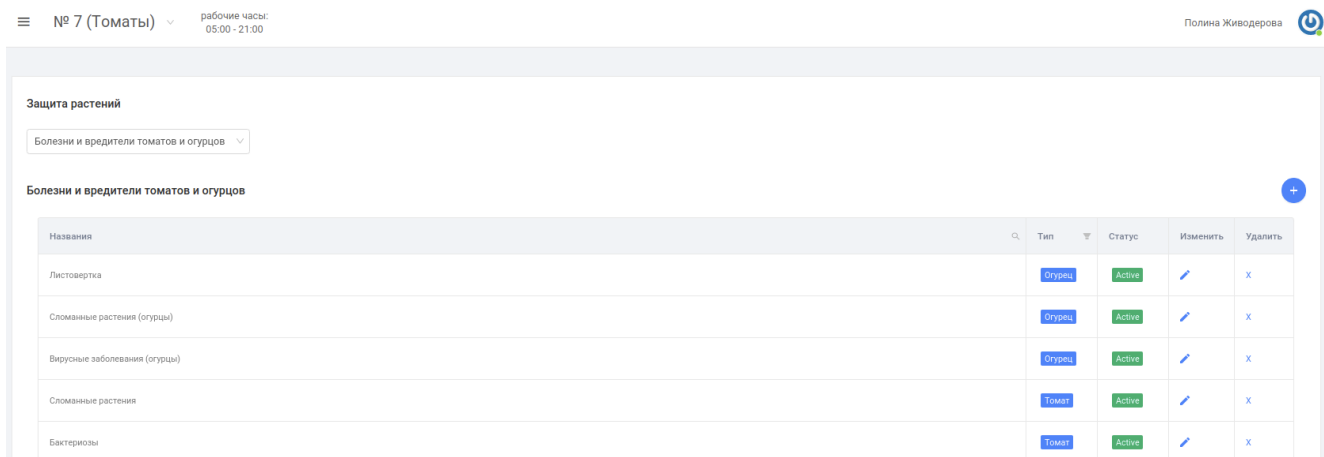 № 7 (Томаты)
рабочие часы:
05:00 - 21:00
Полина Живодерова
Защита растений
Болезни и вредители томатов и огурцов
Болезни и вредители томатов и огурцов
+
Названия Тип Статус Изменить Удалить
Листовертка Огурец Active X
Сломанные растения (огурцы) Огурец Active X
Вирусные заболевания (огурцы) Огурец Active X
Сломанные растения Томат Active X
Бактериозы Томат Active X